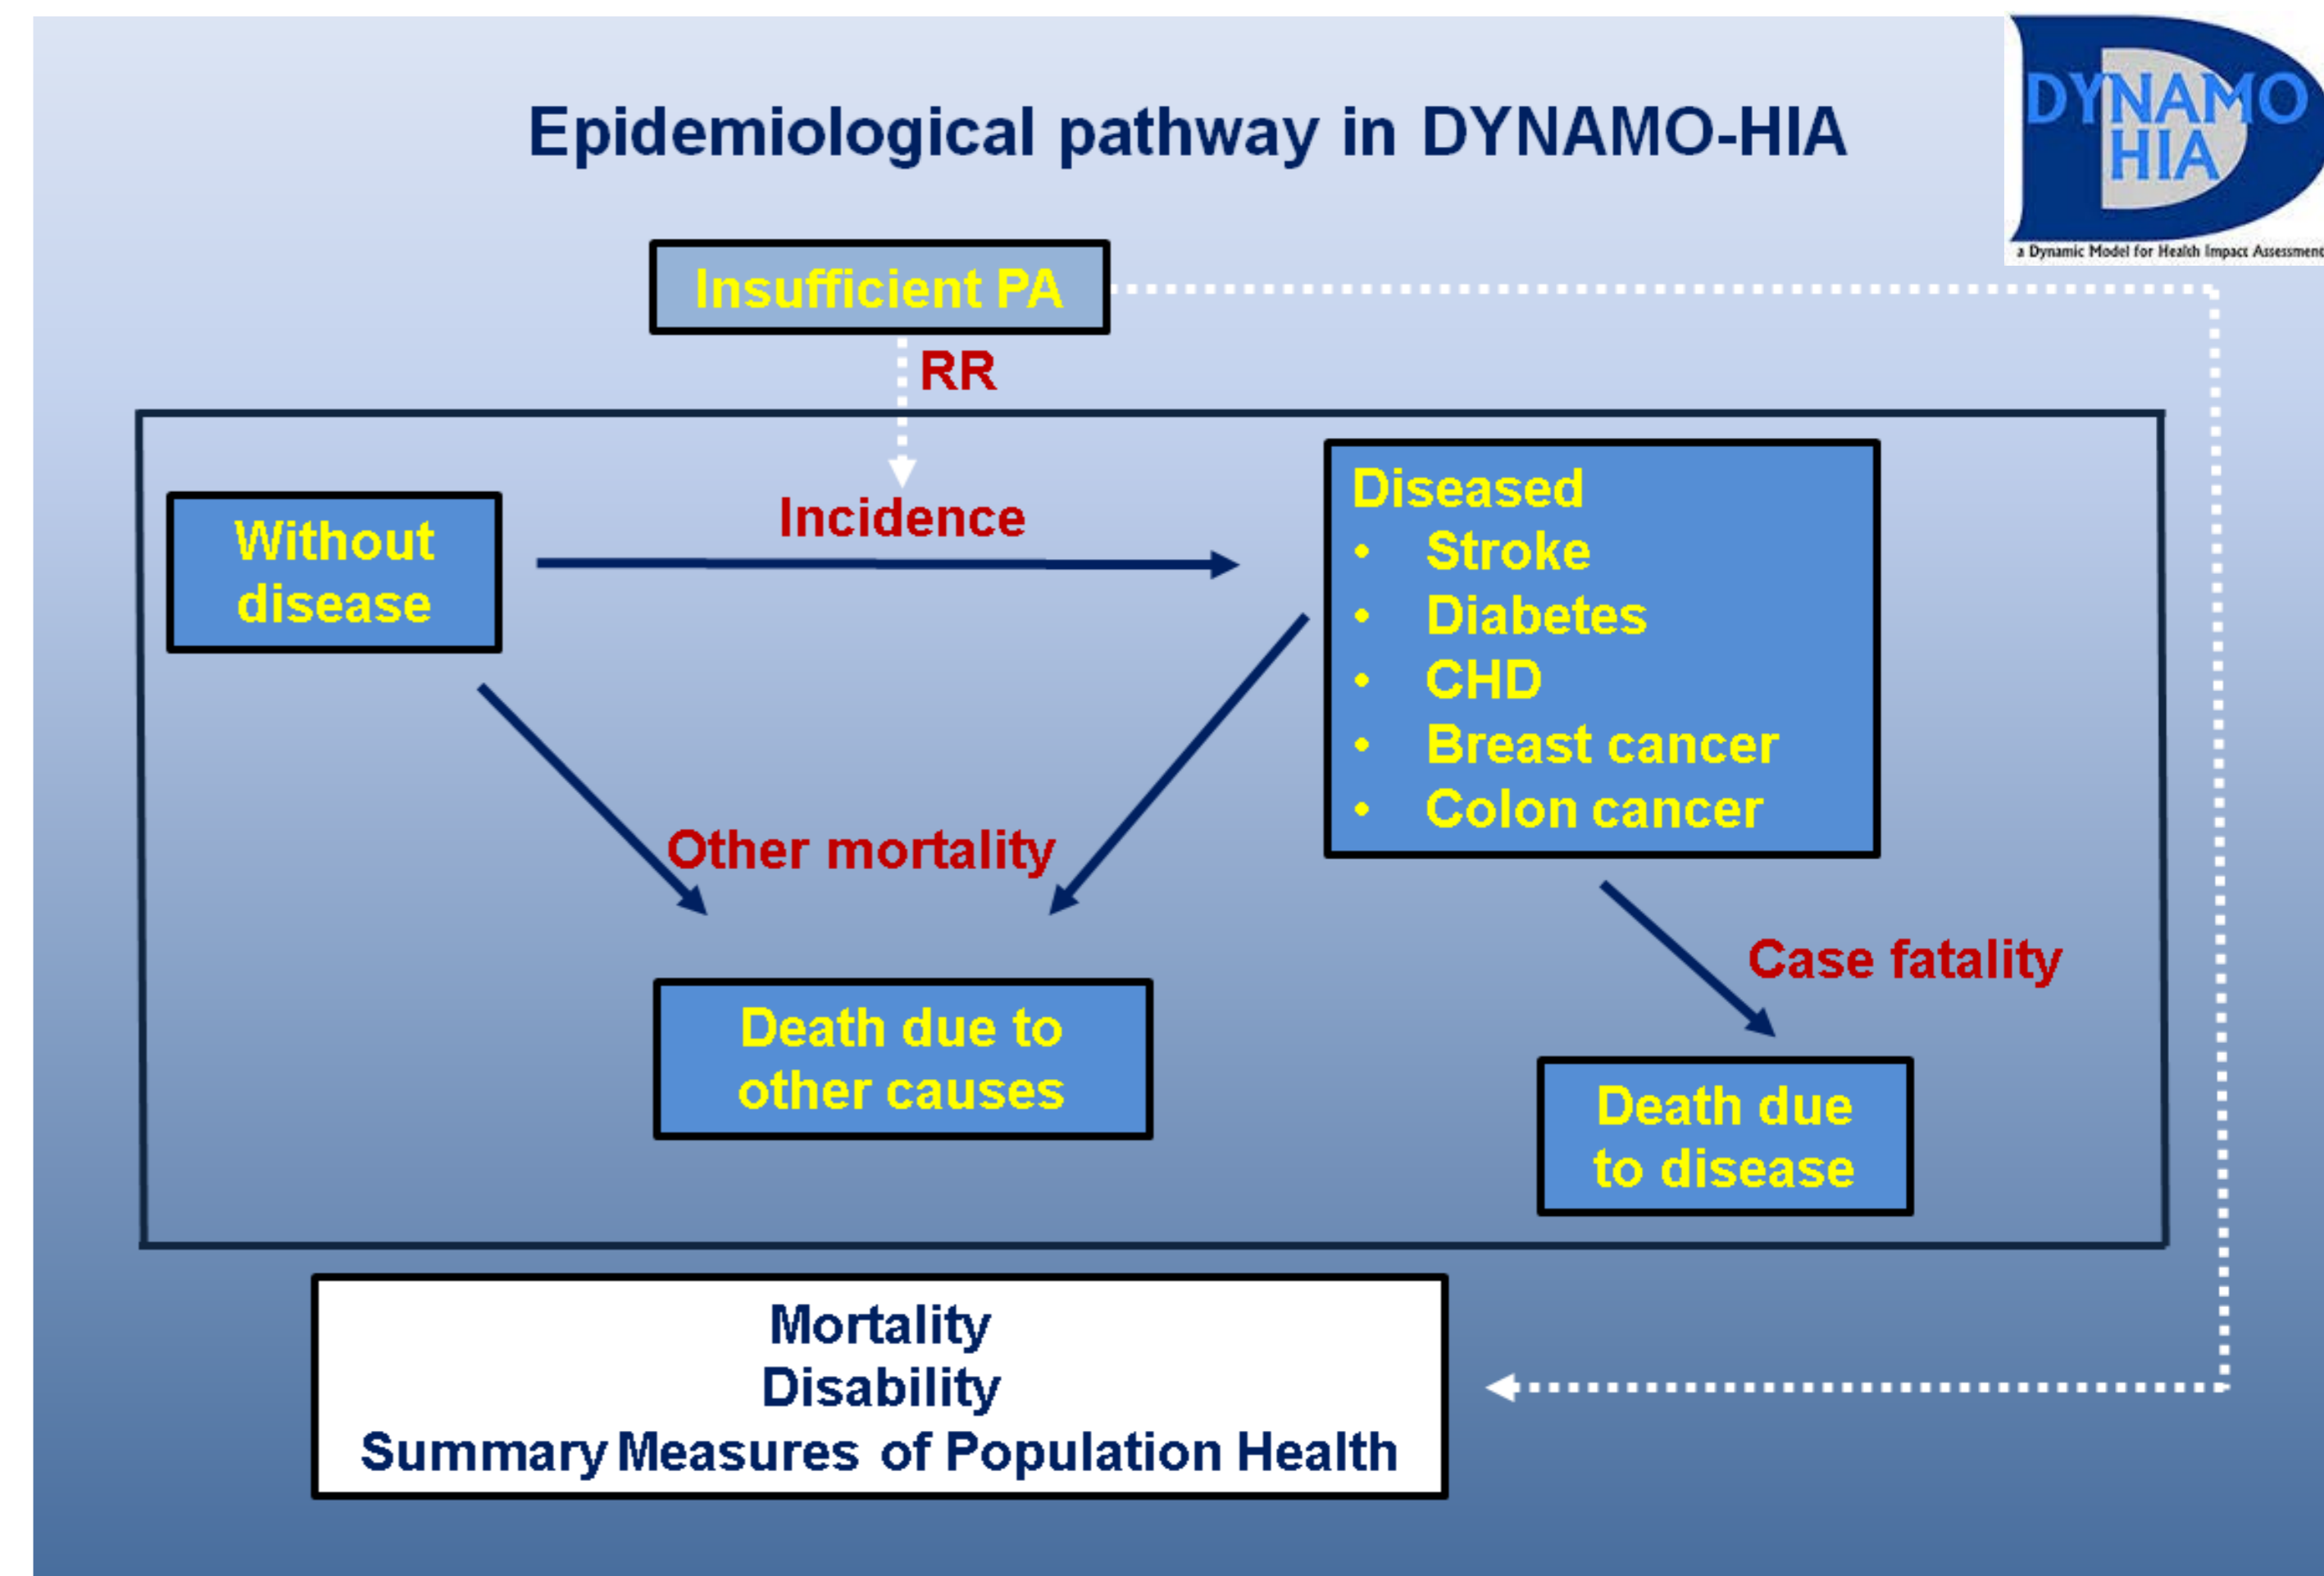 Epidemiological pathway in DYNAMO-HIA
DYNAMO
HIA
a Dynamic Model for Health Impact Assessment
Insufficient PA
RR
Without
disease
Incidence
Diseased
• Stroke
• Diabetes
• CHD
• Breast cancer
• Colon cancer
Other mortality
Case fatality
Death due to
other causes
Death due
to disease
Mortality
Disability
Summary Measures of Population Health